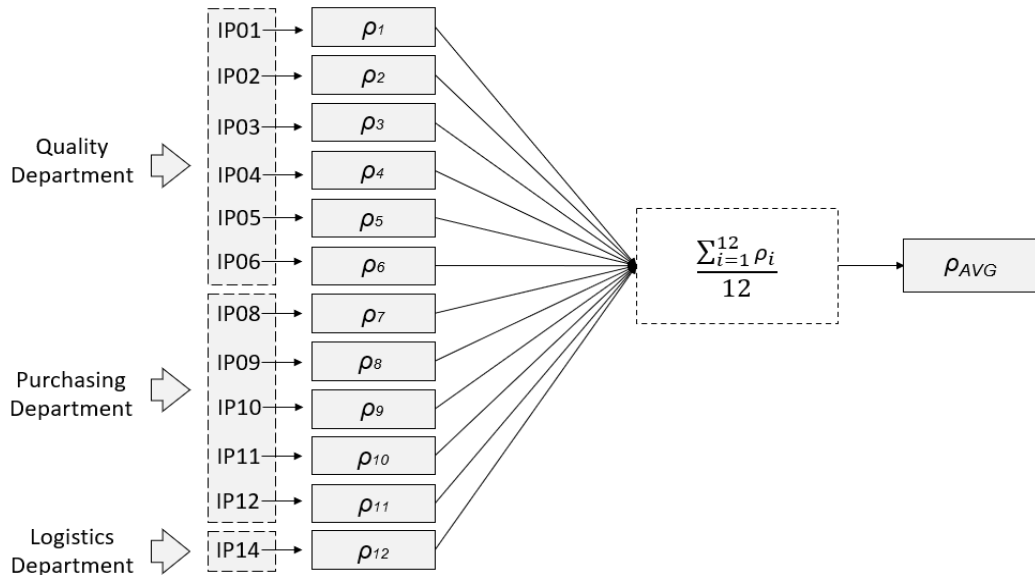 IP01 ρ1
IP02 ρ2
IP03 ρ3
Quality
Department
IP04 ρ4
IP05 ρ5
IP06 ρ6
IP08 ρ7
IP09 ρ8
Purchasing
Department
IP10 ρ9
IP11 ρ10
IP12 ρ11
Logistics
Department
IP14 ρ12
∑¹²ᵢ₌₁ ρᵢ
12
ρAVG